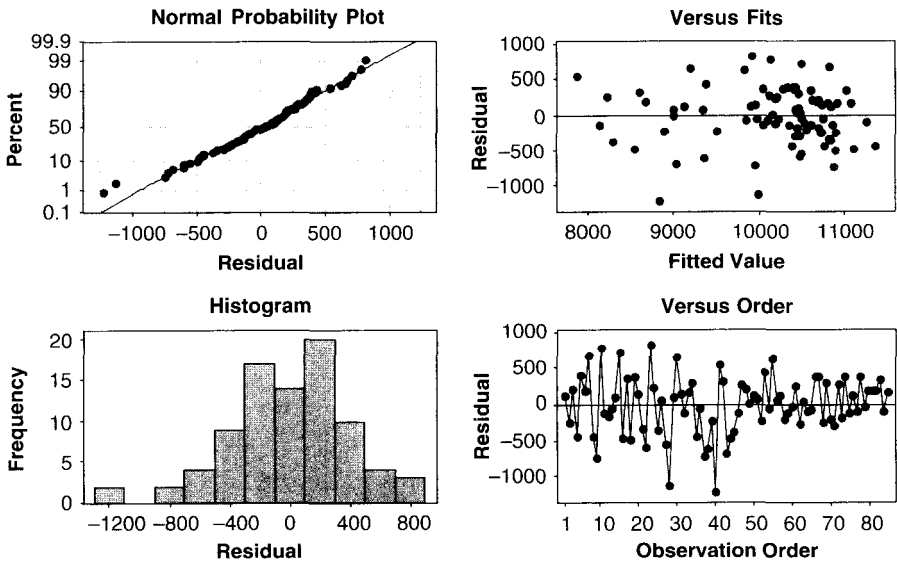 Normal Probability Plot
99.9
99
90
50
10
1
0.1
Percent
−1000 −500 0 500 1000
Residual
Versus Fits
1000
500
0
−500
−1000
Residual
8000 9000 10000 11000
Fitted Value
Histogram
20
15
10
5
0
Frequency
−1200 −800 −400 0 400 800
Residual
Versus Order
1000
500
0
−500
−1000
Residual
1 10 20 30 40 50 60 70 80
Observation Order